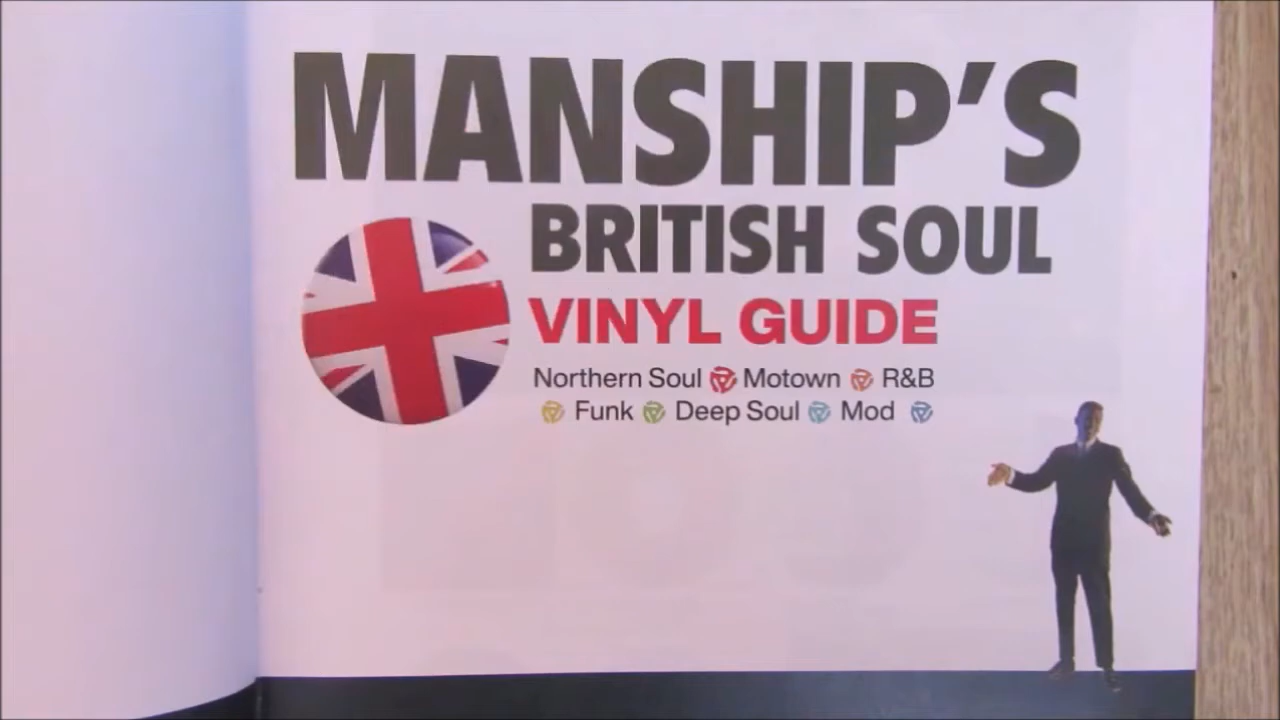 MANSHIP'S
BRITISH SOUL
VINYL GUIDE
Northern Soul Motown R&B
Funk Deep Soul Mod